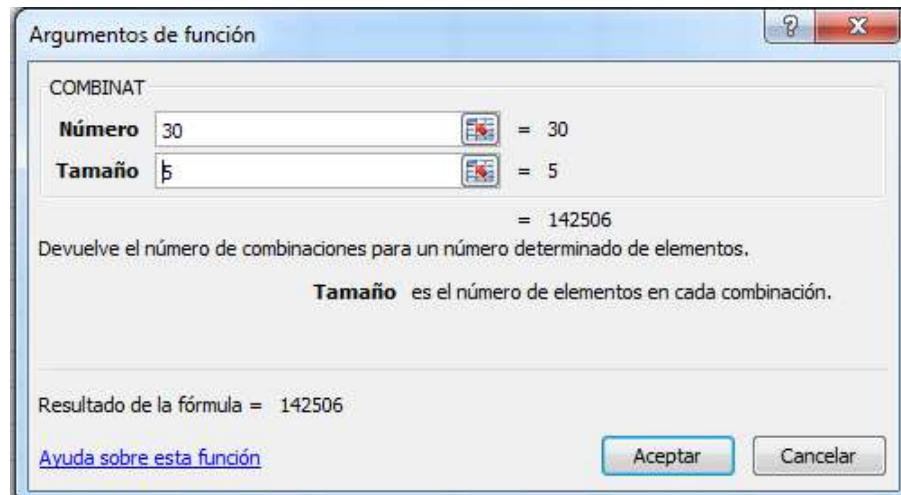 Argumentos de función
COMBINAT
Número 30 = 30
Tamaño 5 = 5
= 142506
Devuelve el número de combinaciones para un número determinado de elementos.
Tamaño es el número de elementos en cada combinación.
Resultado de la fórmula = 142506
Ayuda sobre esta función Aceptar Cancelar